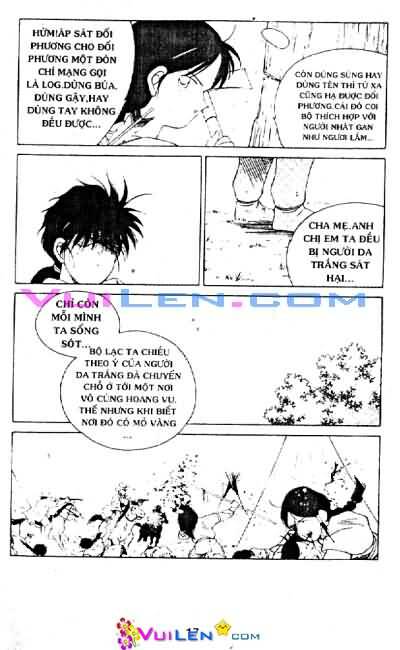 HỪM!ÁP SÁT ĐỐI
PHƯƠNG CHO ĐỐI
PHƯƠNG MỘT ĐÒN
CHÍ MẠNG GỌI
LÀ LOG.DÙNG BÚA.
DÙNG GẬY,HAY
DÙNG TAY KHÔNG
ĐỀU ĐƯỢC...
CÒN DÙNG SÚNG HAY
DÙNG TÊN THÌ TỪ XA
CŨNG HẠ ĐƯỢC ĐỐI
PHƯƠNG.CÁI ĐÓ COI
BỘ THÍCH HỢP VỚI
NGƯỜI NHÁT GAN
NHƯ NGƯƠI LẮM...
CHA MẸ.ANH
CHỊ EM TA ĐỀU
BỊ NGƯỜI DA
TRẮNG SÁT
HẠI...
CHỈ CÒN
MỖI MÌNH
TA SỐNG
SÓT...
VUILEN.COM
BỘ LẠC TA CHIỀU
THEO Ý CỦA NGƯỜI
DA TRẮNG ĐÃ CHUYỂN
CHỖ Ở TỚI MỘT NƠI
VÔ CÙNG HOANG VU.
THẾ NHƯNG KHI BIẾT
NƠI ĐÓ CÓ MỎ VÀNG
...
17
VUILEN.COM